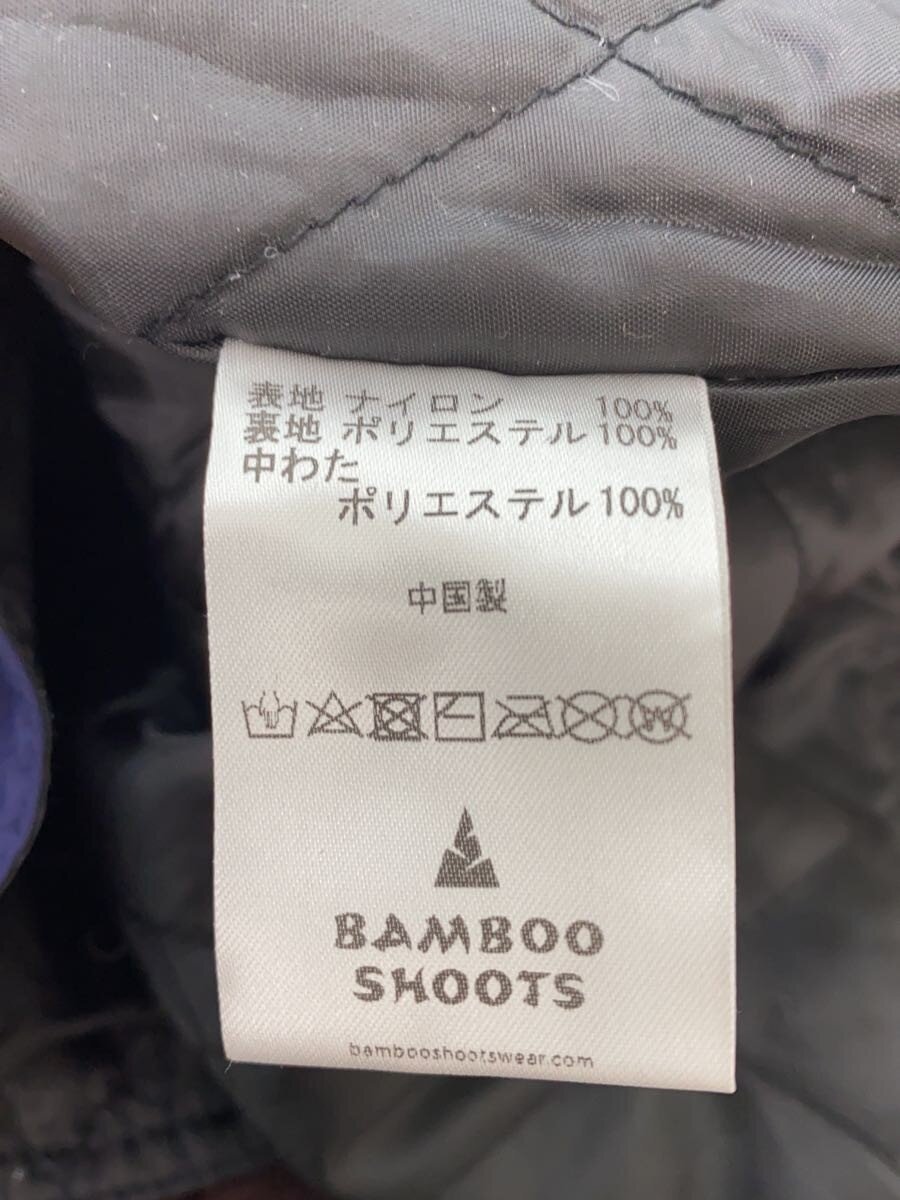 表地 ナイロン 100%
裏地 ポリエステル 100%
中わた
ポリエステル 100%
中国製
BAMBOO
SHOOTS
bambooshootswear.com